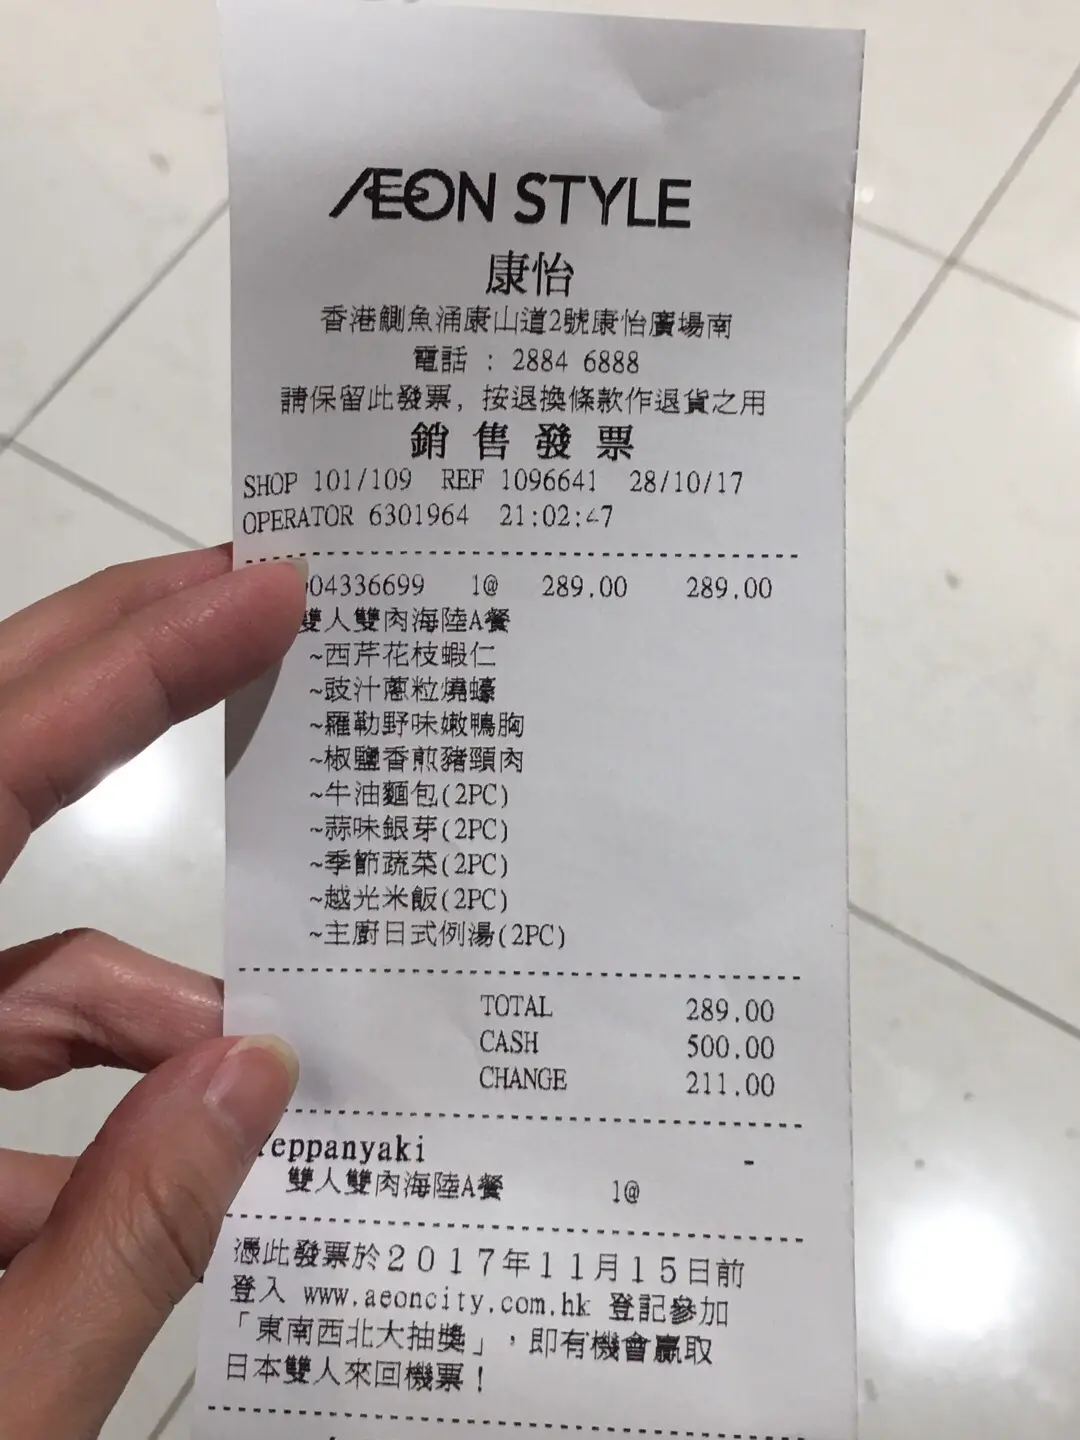 ÆON STYLE
康怡
香港鰂魚涌康山道2號康怡廣場南
電話 : 2884 6888
請保留此發票, 按退換條款作退貨之用
銷售發票
SHOP 101/109 REF 1096641 28/10/17
OPERATOR 6301964 21:02:47
04336699 1@ 289.00 289.00
雙人雙肉海陸A餐
~西芹花枝蝦仁
~豉汁蔥粒燒蠔
~羅勒野味嫩鴨胸
~椒鹽香煎豬頸肉
~牛油麵包(2PC)
~蒜味銀芽(2PC)
~季節蔬菜(2PC)
~越光米飯(2PC)
~主廚日式例湯(2PC)
TOTAL 289.00
CASH 500.00
CHANGE 211.00
eppanyaki -
雙人雙肉海陸A餐 1@
憑此發票於2017年11月15日前
登入 www.aeoncity.com.hk 登記參加
「東南西北大抽獎」，即有機會贏取
日本雙人來回機票！